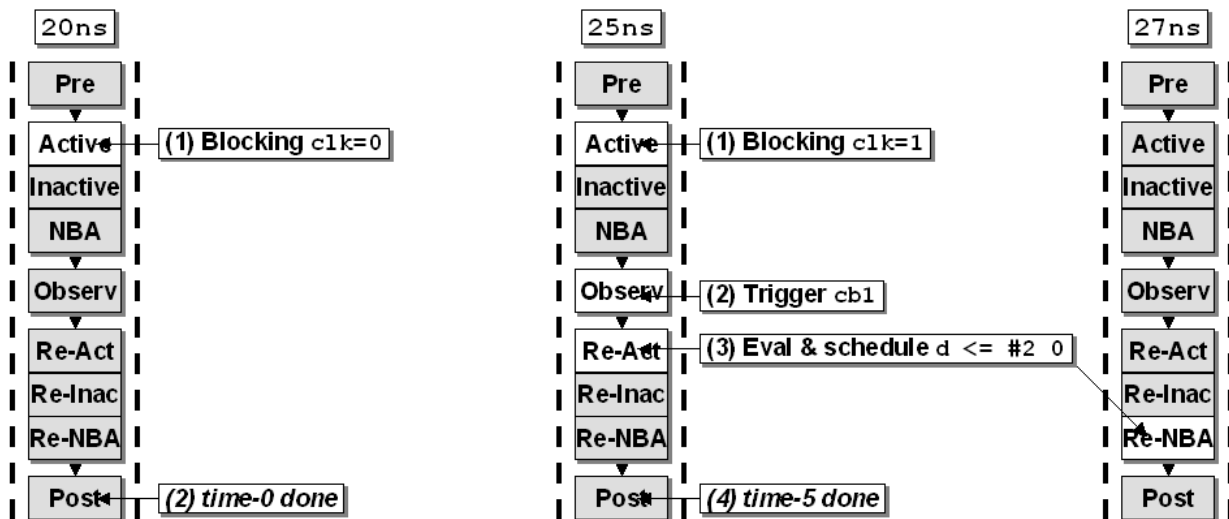 20ns
Pre
Active
(1) Blocking clk=0
Inactive
NBA
Observ
Re-Act
Re-Inac
Re-NBA
Post
(2) time-0 done
25ns
Pre
Active
(1) Blocking clk=1
Inactive
NBA
Observ
(2) Trigger cb1
Re-Act
(3) Eval & schedule d <= #2 0
Re-Inac
Re-NBA
Post
(4) time-5 done
27ns
Pre
Active
Inactive
NBA
Observ
Re-Act
Re-Inac
Re-NBA
Post